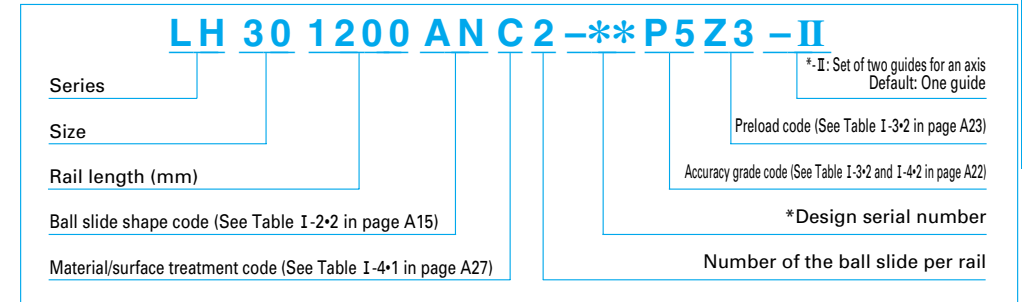 LH 30 1200 AN C 2 –** P5 Z3 –Ⅱ
*-Ⅱ: Set of two guides for an axis
Default: One guide
Series
Size
Preload code (See Table Ⅰ-3•2 in page A23)
Rail length (mm)
Accuracy grade code (See Table Ⅰ-3•2 and Ⅰ-4•2 in page A22)
Ball slide shape code (See Table Ⅰ-2•2 in page A15)
*Design serial number
Material/surface treatment code (See Table Ⅰ-4•1 in page A27)
Number of the ball slide per rail